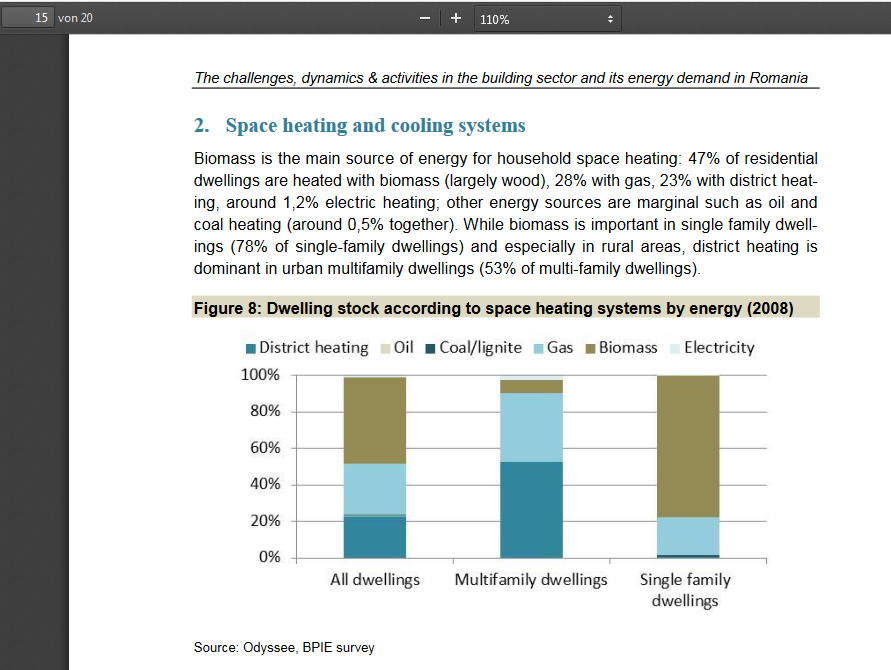 15 von 20
110%
The challenges, dynamics & activities in the building sector and its energy demand in Romania
2. Space heating and cooling systems
Biomass is the main source of energy for household space heating: 47% of residential
dwellings are heated with biomass (largely wood), 28% with gas, 23% with district heat-
ing, around 1,2% electric heating; other energy sources are marginal such as oil and
coal heating (around 0,5% together). While biomass is important in single family dwell-
ings (78% of single-family dwellings) and especially in rural areas, district heating is
dominant in urban multifamily dwellings (53% of multi-family dwellings).
Figure 8: Dwelling stock according to space heating systems by energy (2008)
District heating Oil Coal/lignite Gas Biomass Electricity
100%
80%
60%
40%
20%
0%
All dwellings Multifamily dwellings Single family
dwellings
Source: Odyssee, BPIE survey